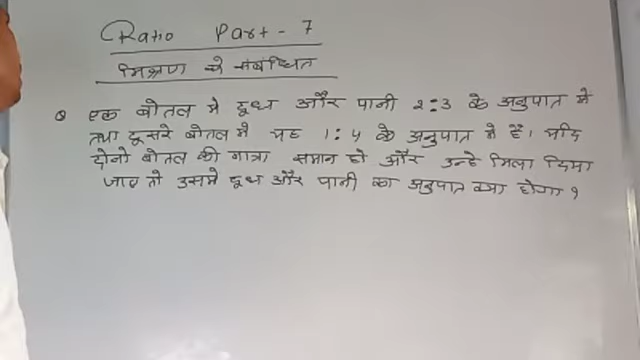 Ratio Part - 7
मिश्रण से संबंधित
Q एक बोतल में दूध और पानी 2:3 के अनुपात में
तथा दूसरे बोतल में यह 1:4 के अनुपात में है। यदि
दोनो बोतल की मात्रा समान हो और उन्हे मिला दिया
जाए तो उसमें दूध और पानी का अनुपात क्या होगा ?